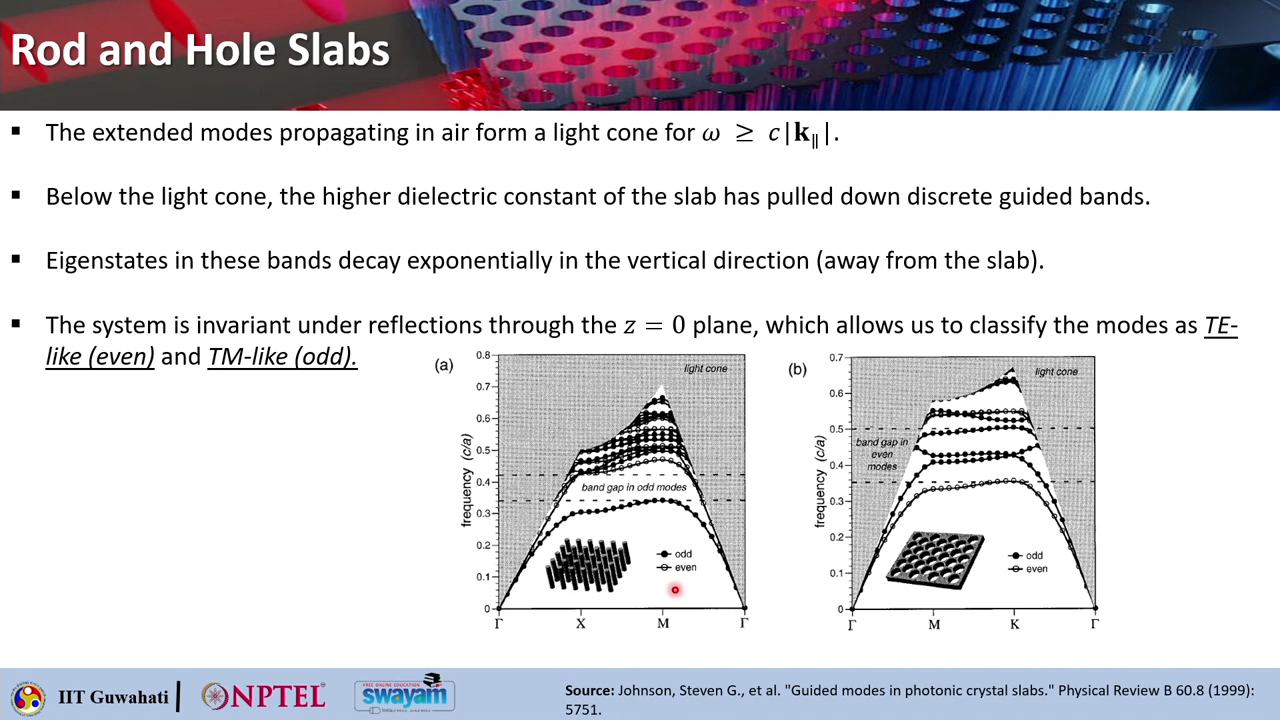 Rod and Hole Slabs
▪ The extended modes propagating in air form a light cone for ω ≥ c|k∥|.
▪ Below the light cone, the higher dielectric constant of the slab has pulled down discrete guided bands.
▪ Eigenstates in these bands decay exponentially in the vertical direction (away from the slab).
▪ The system is invariant under reflections through the z = 0 plane, which allows us to classify the modes as TE-
like (even) and TM-like (odd).
(a)
frequency (c/a)
0.8
0.7
0.6
0.5
0.4
0.3
0.2
0.1
0
light cone
band gap in odd modes
odd
even
Γ X M Γ
(b)
frequency (c/a)
0.7
0.6
0.5
0.4
0.3
0.2
0.1
0
light cone
band gap in
even
modes
odd
even
Γ M K Γ
IIT Guwahati
NPTEL
FREE ONLINE EDUCATION
swayam
Source: Johnson, Steven G., et al. "Guided modes in photonic crystal slabs." Physical Review B 60.8 (1999):
5751.